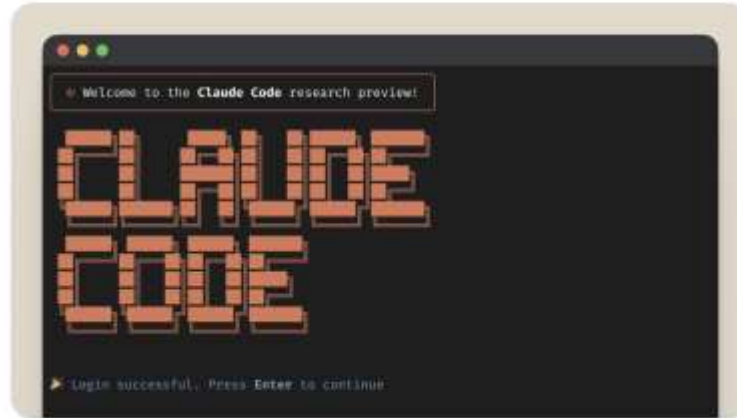 * Welcome to the Claude Code research preview!
CLAUDE
CODE
🎉 Login successful. Press Enter to continue